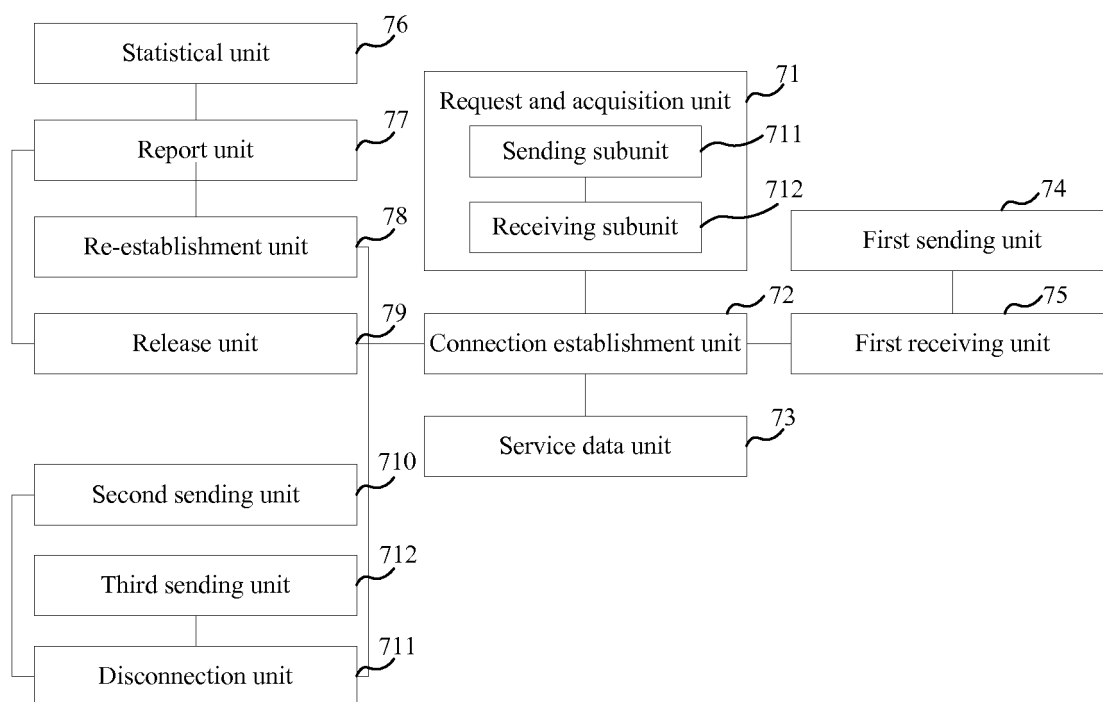 76
Statistical unit
77
Report unit
78
Re-establishment unit
79
Release unit
71
Request and acquisition unit
711
Sending subunit
712
Receiving subunit
74
First sending unit
72
Connection establishment unit
75
First receiving unit
73
Service data unit
710
Second sending unit
712
Third sending unit
711
Disconnection unit